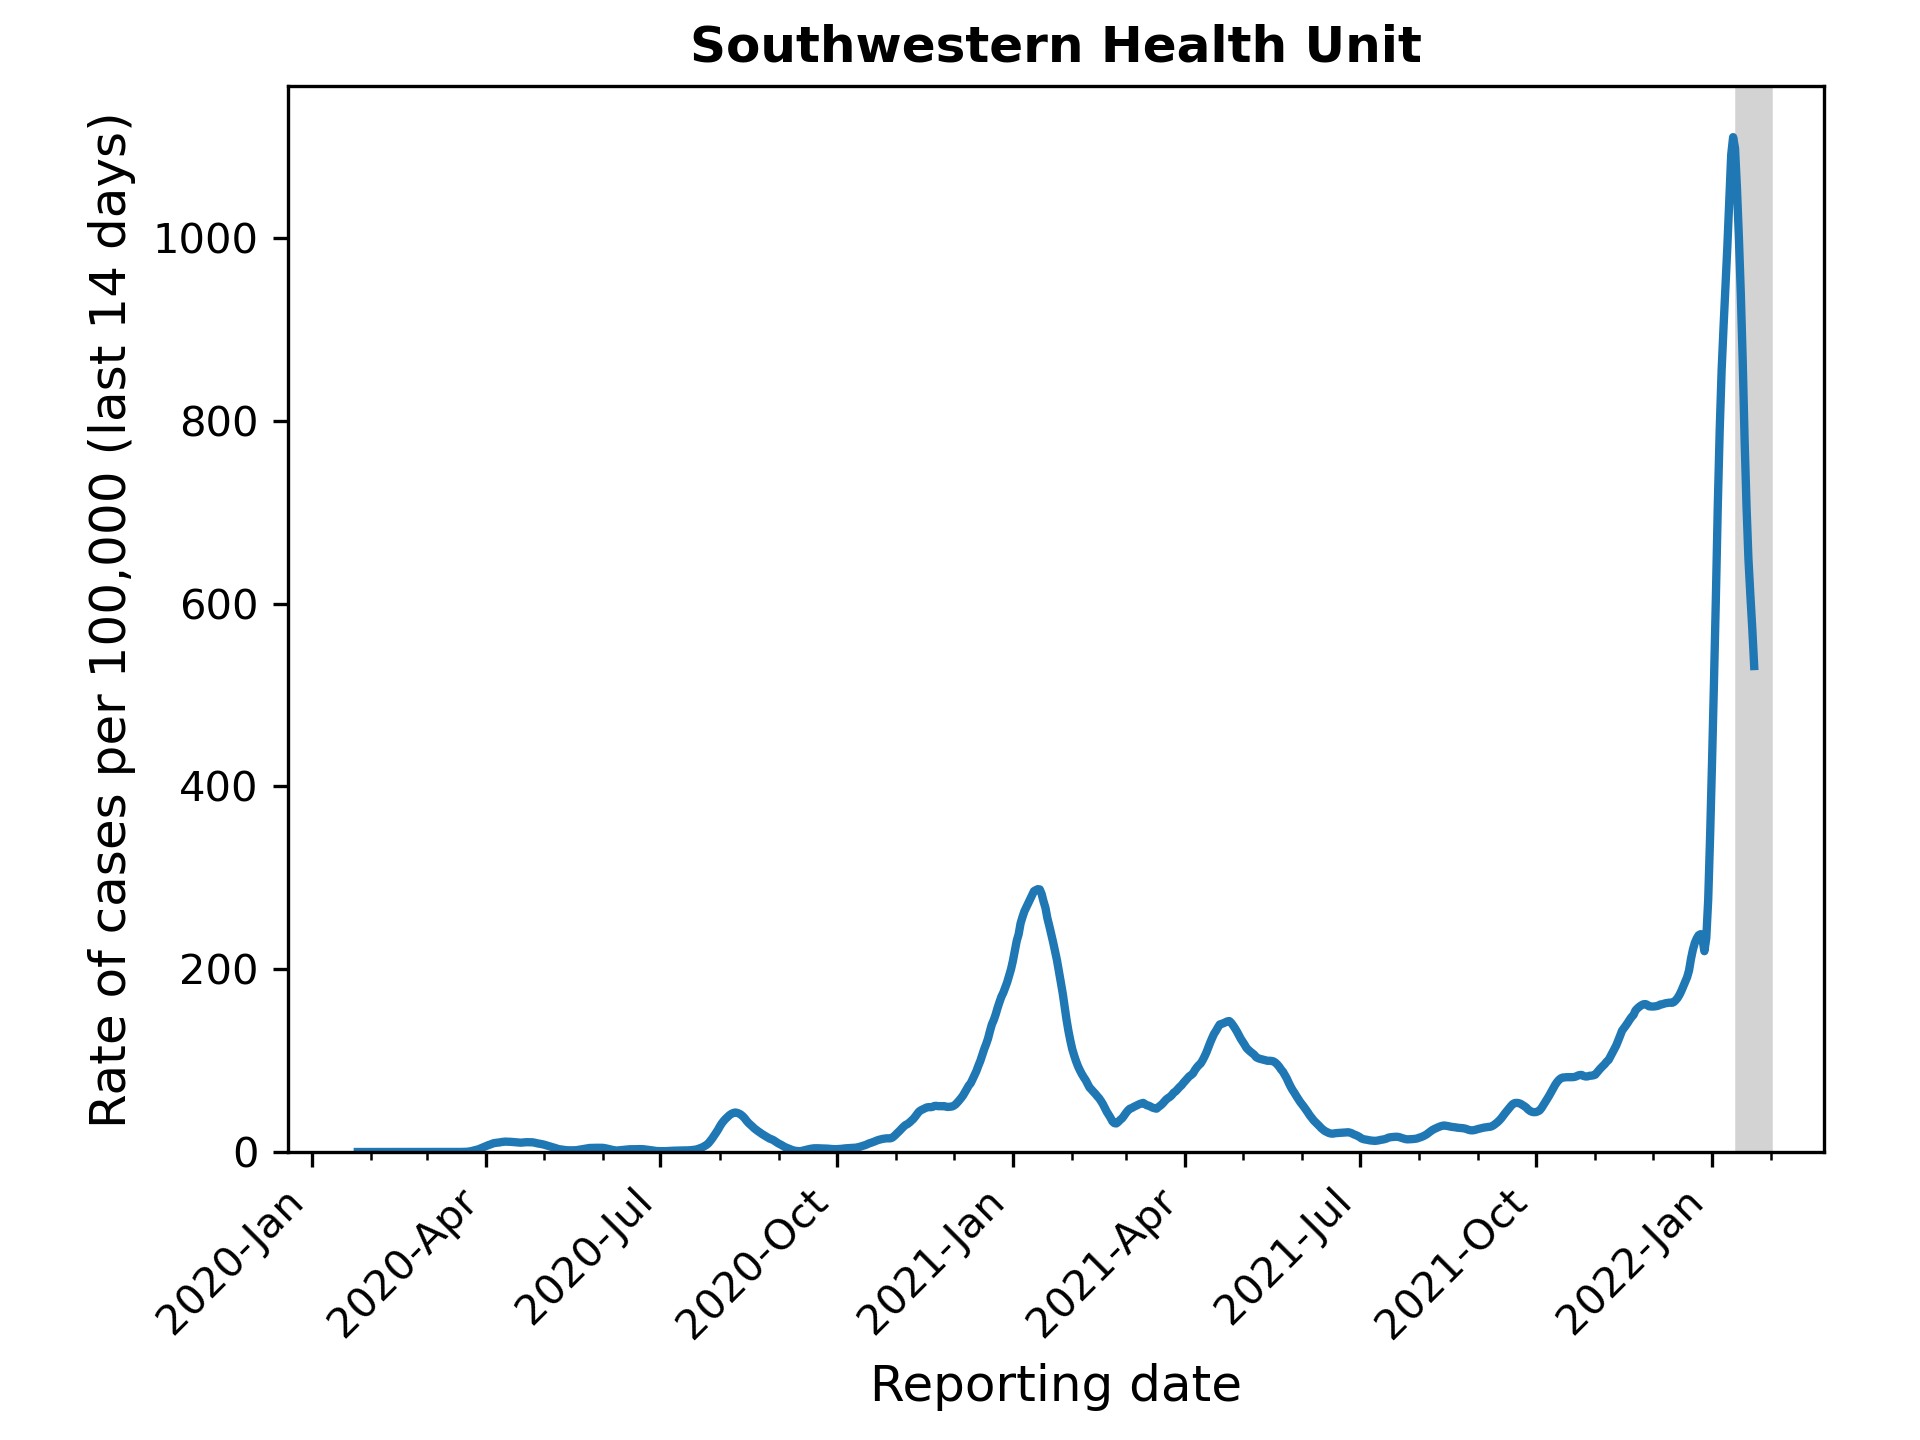 Southwestern Health Unit
Rate of cases per 100,000 (last 14 days)
1000
800
600
400
200
0
2020-Jan
2020-Apr
2020-Jul
2020-Oct
2021-Jan
2021-Apr
2021-Jul
2021-Oct
2022-Jan
Reporting date